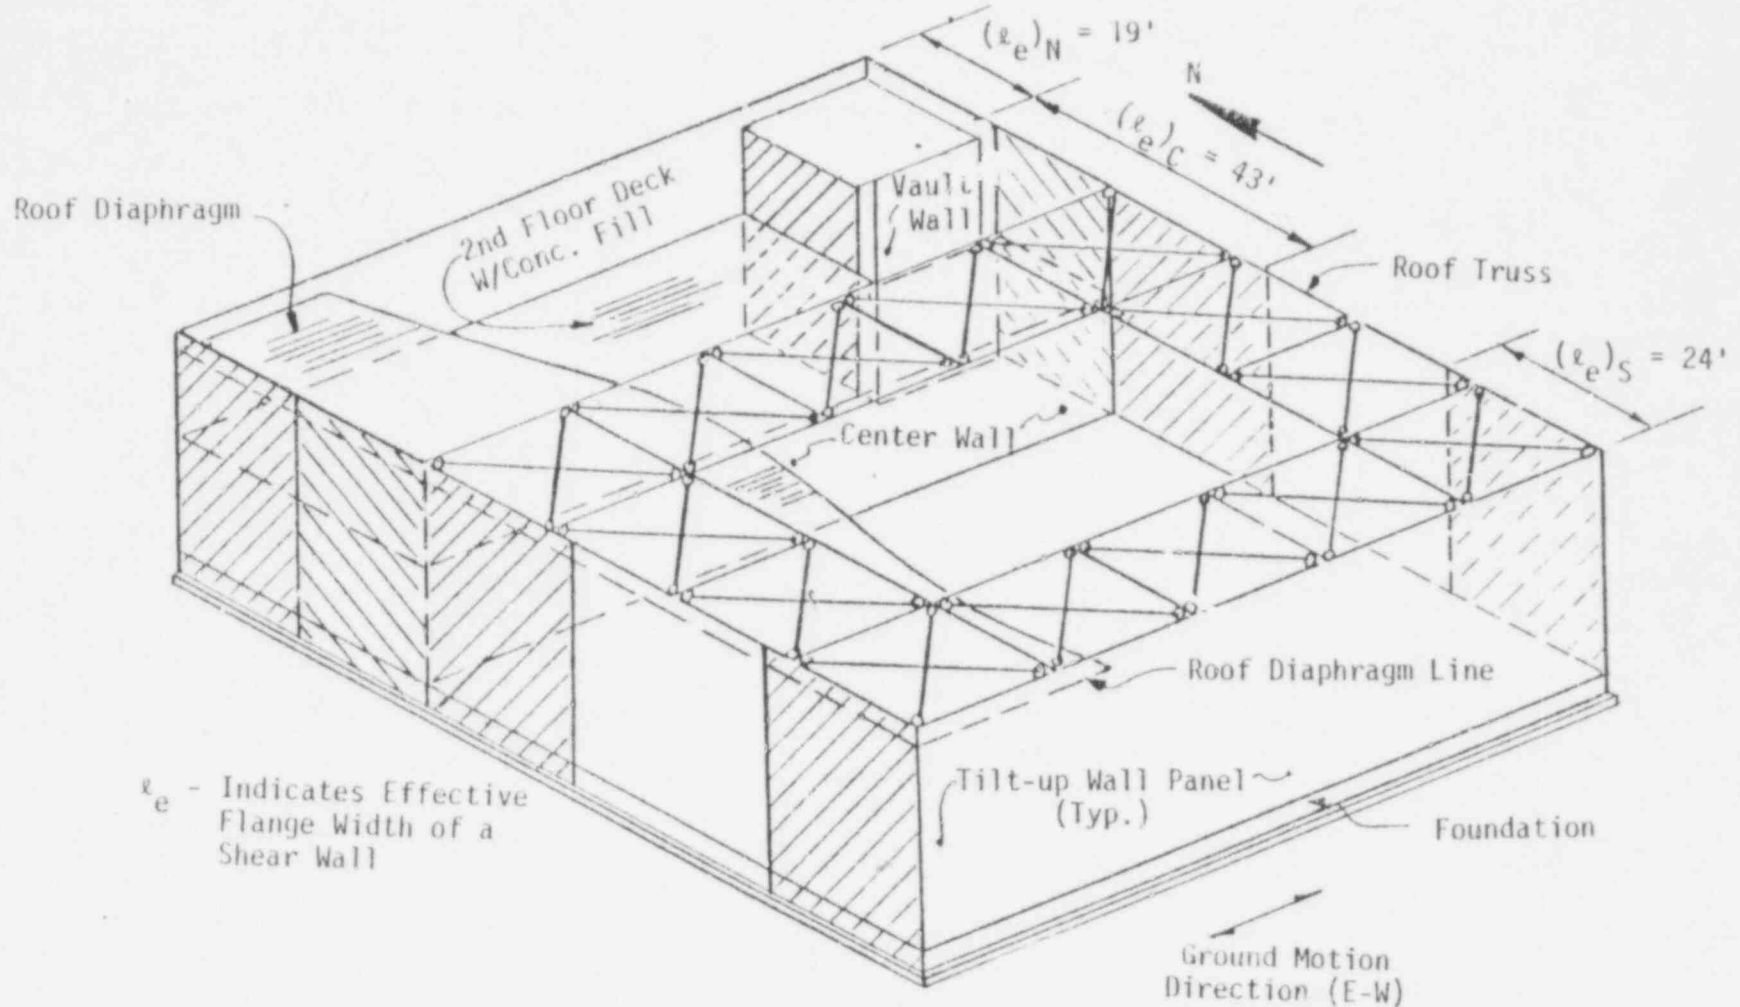 (ℓe)N = 19'
N
(ℓe)C = 43'
Roof Diaphragm
2nd Floor Deck
W/Conc. Fill
Vault
Wall
Roof Truss
(ℓe)S = 24'
Center Wall
Roof Diaphragm Line
ℓe - Indicates Effective
Flange Width of a
Shear Wall
Tilt-up Wall Panel
(Typ.)
Foundation
Ground Motion
Direction (E-W)